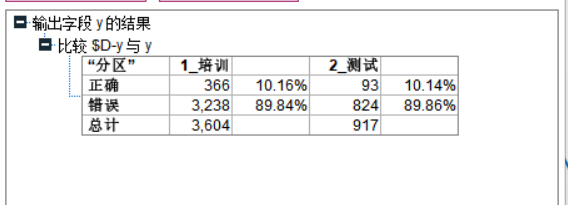 输出字段 y 的结果
比较 $D-y 与 y
“分区” 1_培训 2_测试
正确 366 10.16% 93 10.14%
错误 3,238 89.84% 824 89.86%
总计 3,604 917